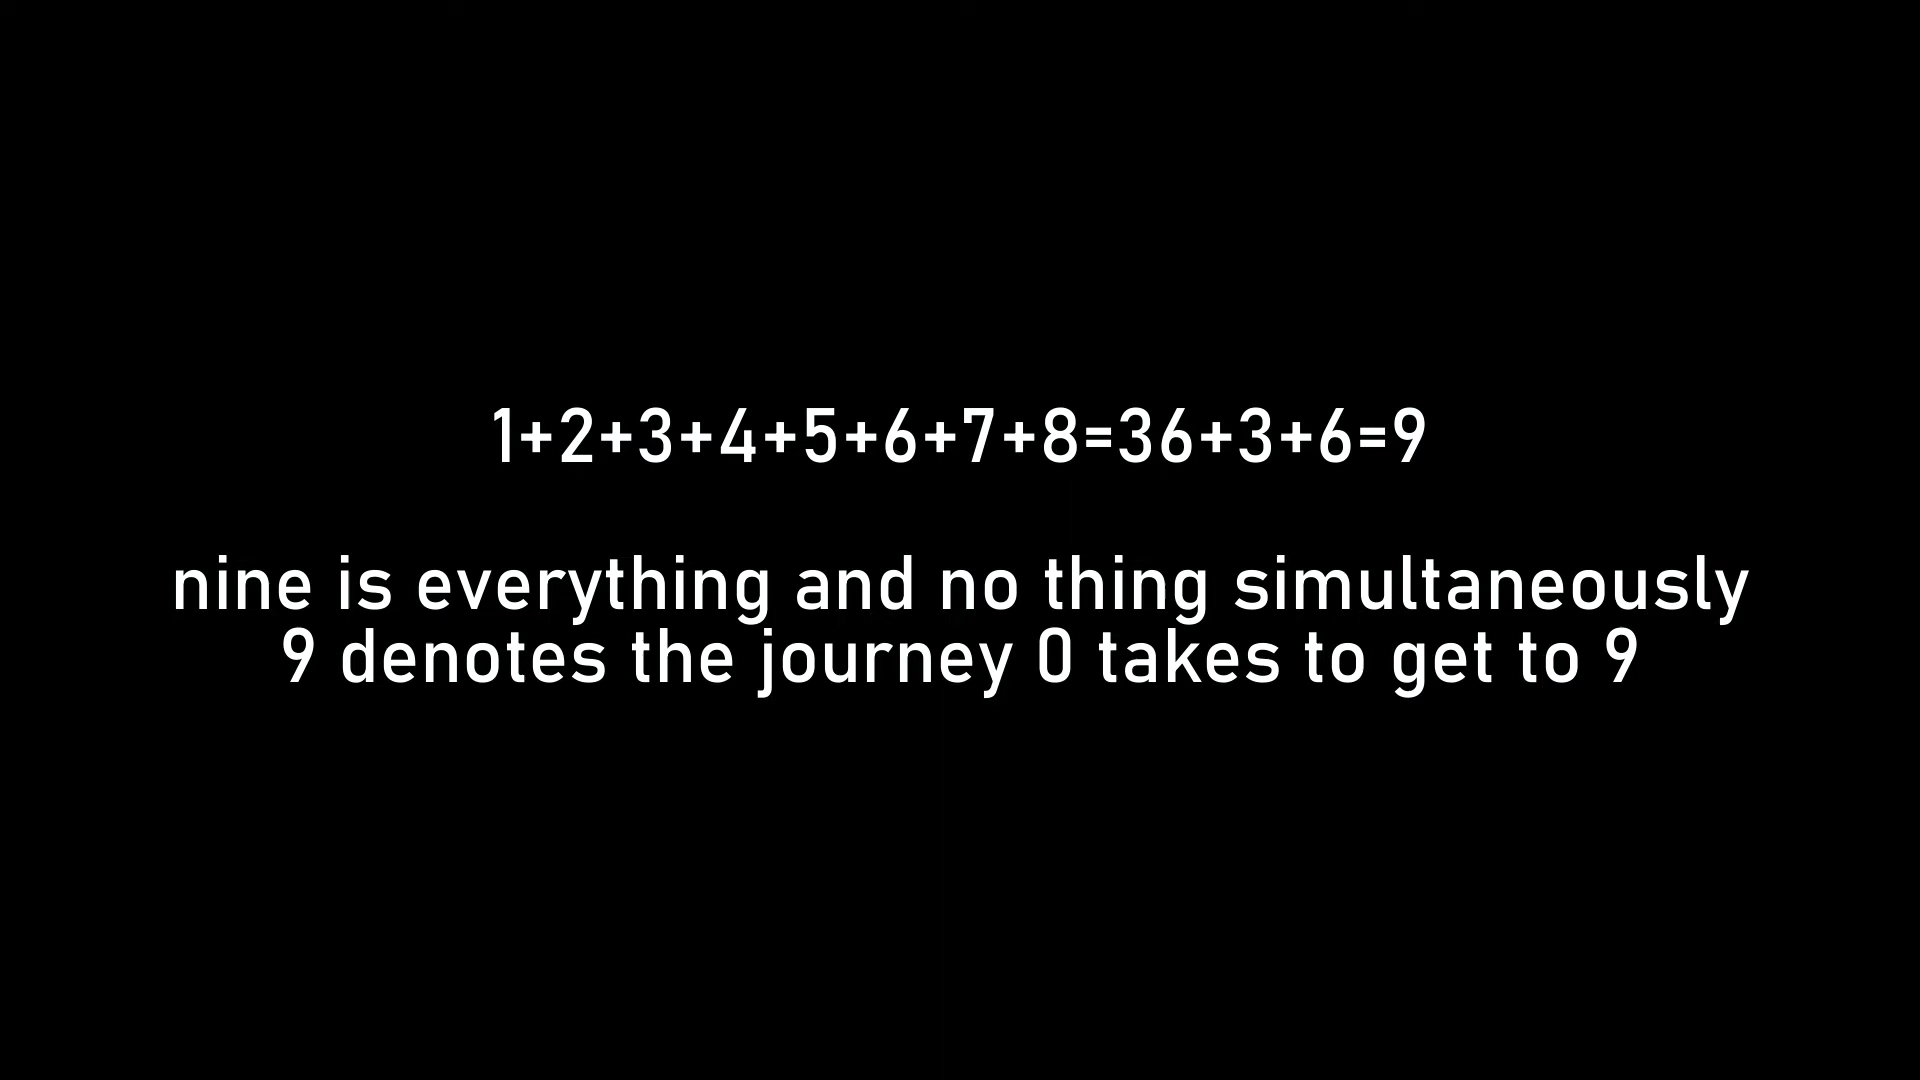 1+2+3+4+5+6+7+8=36+3+6=9
nine is everything and no thing simultaneously
9 denotes the journey 0 takes to get to 9